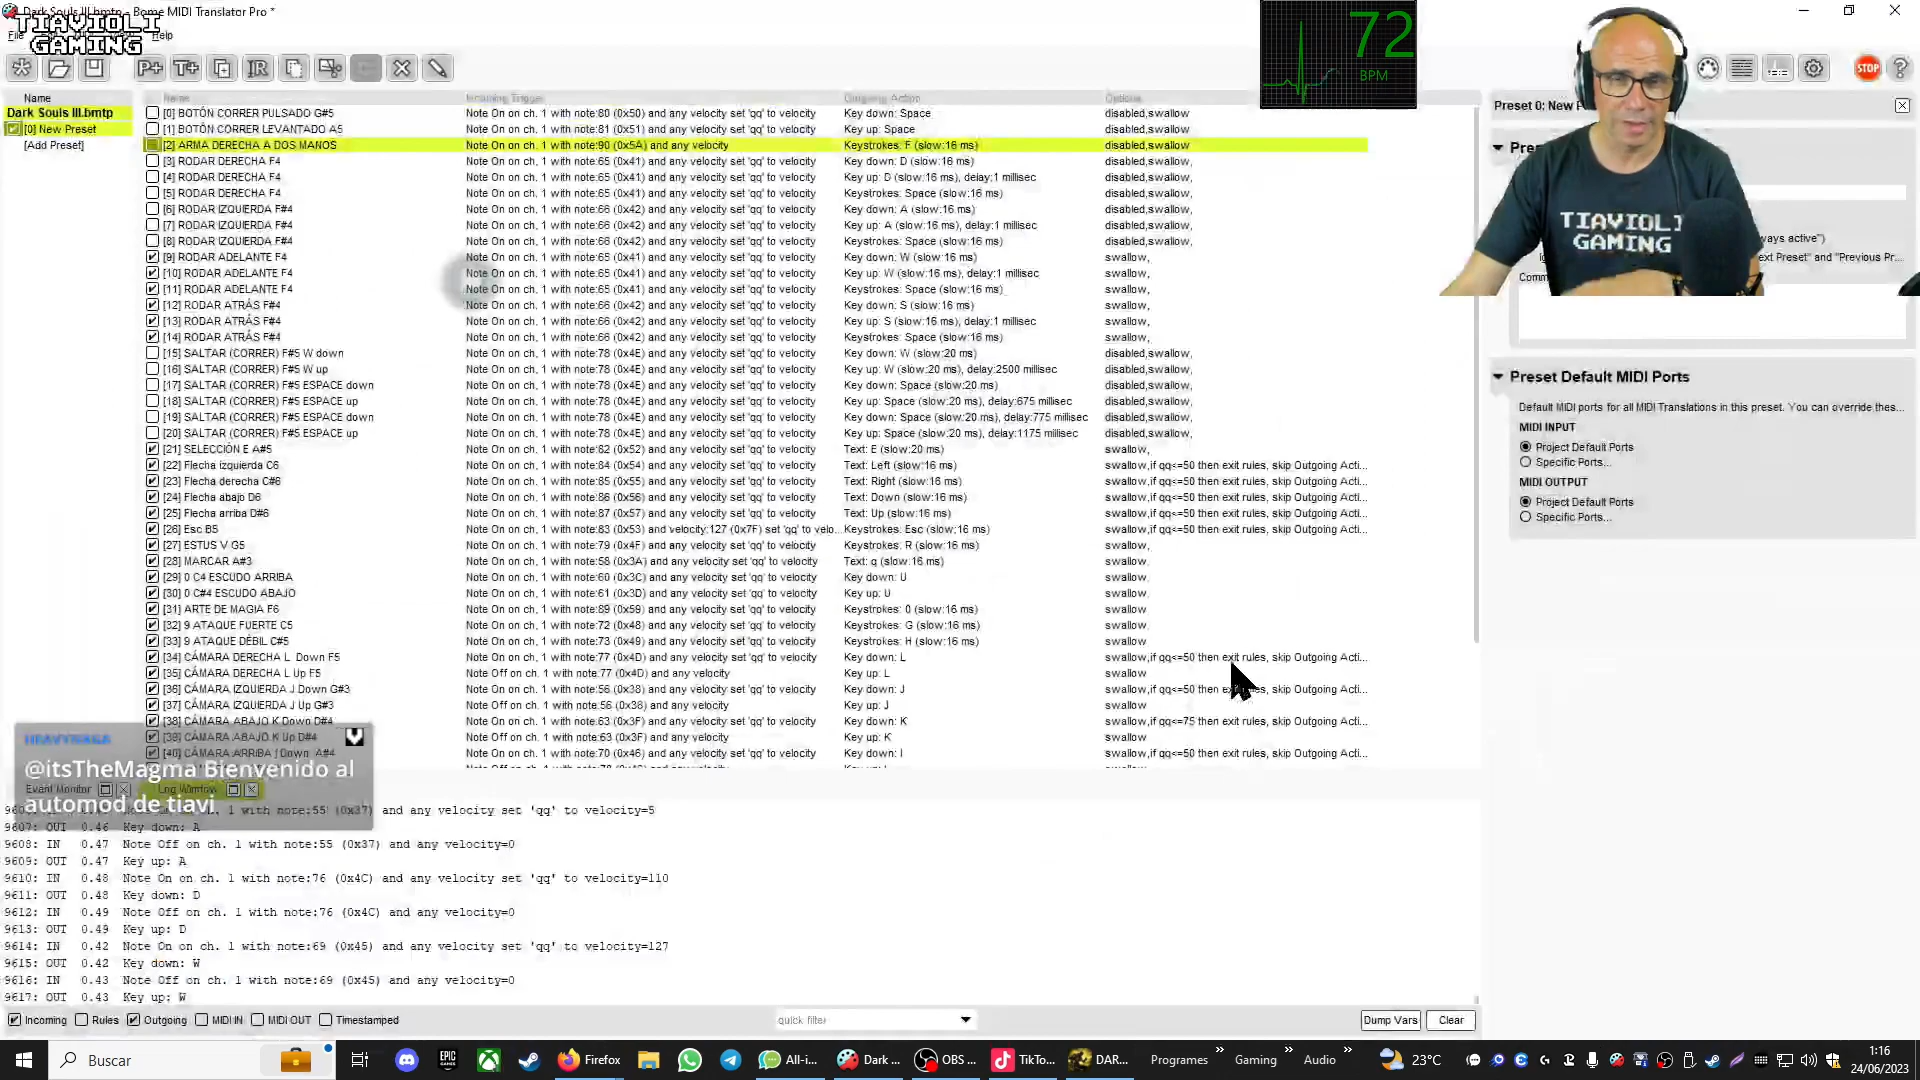 Dark Souls III.bmtp - Bome MIDI Translator Pro *
TIAVIOLI
GAMING
File
Help
72
BPM
STOP
Name
Dark Souls III.bmtp
[0] New Preset
[Add Preset]
Name Incoming Trigger Outgoing Action Options
[0] BOTÓN CORRER PULSADO G#5 Note On on ch. 1 with note:80 (0x50) and any velocity Key down: Space disabled,swallow
[1] BOTÓN CORRER LEVANTADO A5 Note On on ch. 1 with note:81 (0x51) and any velocity Key up: Space disabled,swallow
[2] ARMA DERECHA A DOS MANOS Note On on ch. 1 with note:90 (0x5A) and any velocity Keystrokes: F (slow:16 ms) disabled,swallow
[3] RODAR DERECHA F4 Note On on ch. 1 with note:65 (0x41) and any velocity set 'qq' to velocity Key down: D (slow:16 ms) disabled,swallow,
[4] RODAR DERECHA F4 Note On on ch. 1 with note:65 (0x41) and any velocity set 'qq' to velocity Key up: D (slow:16 ms), delay:1 millisec disabled,swallow,
[5] RODAR DERECHA F4 Note On on ch. 1 with note:65 (0x41) and any velocity set 'qq' to velocity Keystrokes: Space (slow:16 ms) disabled,swallow,
[6] RODAR IZQUIERDA F#4 Note On on ch. 1 with note:66 (0x42) and any velocity set 'qq' to velocity Key down: A (slow:16 ms) disabled,swallow,
[7] RODAR IZQUIERDA F#4 Note On on ch. 1 with note:66 (0x42) and any velocity set 'qq' to velocity Key up: A (slow:16 ms), delay:1 millisec disabled,swallow,
[8] RODAR IZQUIERDA F#4 Note On on ch. 1 with note:66 (0x42) and any velocity set 'qq' to velocity Keystrokes: Space (slow:16 ms) disabled,swallow,
[9] RODAR ADELANTE F4 Note On on ch. 1 with note:65 (0x41) and any velocity set 'qq' to velocity Key down: W (slow:16 ms) swallow,
[10] RODAR ADELANTE F4 Note On on ch. 1 with note:65 (0x41) and any velocity set 'qq' to velocity Key up: W (slow:16 ms), delay:1 millisec swallow,
[11] RODAR ADELANTE F4 Note On on ch. 1 with note:65 (0x41) and any velocity set 'qq' to velocity Keystrokes: Space (slow:16 ms) swallow,
[12] RODAR ATRÁS F#4 Note On on ch. 1 with note:66 (0x42) and any velocity set 'qq' to velocity Key down: S (slow:16 ms) swallow,
[13] RODAR ATRÁS F#4 Note On on ch. 1 with note:66 (0x42) and any velocity set 'qq' to velocity Key up: S (slow:16 ms), delay:1 millisec swallow,
[14] RODAR ATRÁS F#4 Note On on ch. 1 with note:66 (0x42) and any velocity set 'qq' to velocity Keystrokes: Space (slow:16 ms) swallow,
[15] SALTAR (CORRER) F#5 W down Note On on ch. 1 with note:78 (0x4E) and any velocity set 'qq' to velocity Key down: W (slow:20 ms) disabled,swallow,
[16] SALTAR (CORRER) F#5 W up Note On on ch. 1 with note:78 (0x4E) and any velocity set 'qq' to velocity Key up: W (slow:20 ms), delay:2500 millisec disabled,swallow,
[17] SALTAR (CORRER) F#5 ESPACE down Note On on ch. 1 with note:78 (0x4E) and any velocity set 'qq' to velocity Key down: Space (slow:20 ms) disabled,swallow,
[18] SALTAR (CORRER) F#5 ESPACE up Note On on ch. 1 with note:78 (0x4E) and any velocity set 'qq' to velocity Key up: Space (slow:20 ms), delay:675 millisec disabled,swallow,
[19] SALTAR (CORRER) F#5 ESPACE down Note On on ch. 1 with note:78 (0x4E) and any velocity set 'qq' to velocity Key down: Space (slow:20 ms), delay:775 millisec disabled,swallow,
[20] SALTAR (CORRER) F#5 ESPACE up Note On on ch. 1 with note:78 (0x4E) and any velocity set 'qq' to velocity Key up: Space (slow:20 ms), delay:1175 millisec disabled,swallow,
[21] SELECCIÓN E A#5 Note On on ch. 1 with note:82 (0x52) and any velocity set 'qq' to velocity Text: E (slow:20 ms) swallow,
[22] Flecha izquierda C6 Note On on ch. 1 with note:84 (0x54) and any velocity set 'qq' to velocity Text: Left (slow:16 ms) swallow,if qq<=50 then exit rules, skip Outgoing Acti...
[23] Flecha derecha C#6 Note On on ch. 1 with note:85 (0x55) and any velocity set 'qq' to velocity Text: Right (slow:16 ms) swallow,if qq<=50 then exit rules, skip Outgoing Acti...
[24] Flecha abajo D6 Note On on ch. 1 with note:86 (0x56) and any velocity set 'qq' to velocity Text: Down (slow:16 ms) swallow,if qq<=50 then exit rules, skip Outgoing Acti...
[25] Flecha arriba D#6 Note On on ch. 1 with note:87 (0x57) and any velocity set 'qq' to velocity Text: Up (slow:16 ms) swallow,if qq<=50 then exit rules, skip Outgoing Acti...
[26] Esc B5 Note On on ch. 1 with note:83 (0x53) and velocity:127 (0x7F) set 'qq' to velo... Keystrokes: Esc (slow:16 ms) swallow,if qq<=50 then exit rules, skip Outgoing Acti...
[27] ESTUS V G5 Note On on ch. 1 with note:79 (0x4F) and any velocity set 'qq' to velocity Keystrokes: R (slow:16 ms) swallow,
[28] MARCAR A#3 Note On on ch. 1 with note:58 (0x3A) and any velocity set 'qq' to velocity Text: q (slow:16 ms) swallow,
[29] 0 C4 ESCUDO ARRIBA Note On on ch. 1 with note:60 (0x3C) and any velocity set 'qq' to velocity Key down: U swallow,
[30] 0 C#4 ESCUDO ABAJO Note On on ch. 1 with note:61 (0x3D) and any velocity set 'qq' to velocity Key up: U swallow
[31] ARTE DE MAGIA F6 Note On on ch. 1 with note:89 (0x59) and any velocity set 'qq' to velocity Keystrokes: 0 (slow:16 ms) swallow
[32] 9 ATAQUE FUERTE C5 Note On on ch. 1 with note:72 (0x48) and any velocity set 'qq' to velocity Keystrokes: G (slow:16 ms) swallow
[33] 9 ATAQUE DÉBIL C#5 Note On on ch. 1 with note:73 (0x49) and any velocity set 'qq' to velocity Keystrokes: H (slow:16 ms) swallow
[34] CÁMARA DERECHA L Down F5 Note On on ch. 1 with note:77 (0x4D) and any velocity set 'qq' to velocity Key down: L swallow,if qq<=50 then exit rules, skip Outgoing Acti...
[35] CÁMARA DERECHA L Up F5 Note Off on ch. 1 with note:77 (0x4D) and any velocity Key up: L swallow
[36] CÁMARA IZQUIERDA J Down G#3 Note On on ch. 1 with note:56 (0x38) and any velocity set 'qq' to velocity Key down: J swallow,if qq<=50 then exit rules, skip Outgoing Acti...
[37] CÁMARA IZQUIERDA J Up G#3 Note Off on ch. 1 with note:56 (0x38) and any velocity Key up: J swallow
[38] CÁMARA ABAJO K Down D#4 Note On on ch. 1 with note:63 (0x3F) and any velocity set 'qq' to velocity Key down: K swallow,if qq<=75 then exit rules, skip Outgoing Acti...
[39] CÁMARA ABAJO K Up D#4 Note Off on ch. 1 with note:63 (0x3F) and any velocity Key up: K swallow
[40] CÁMARA ARRIBA I Down A#4 Note On on ch. 1 with note:70 (0x46) and any velocity set 'qq' to velocity Key down: I swallow,if qq<=50 then exit rules, skip Outgoing Acti...
@itsTheMagma Bienvenido al
automod de tiavi
Event Monitor
Log Window
with note:55 (0x37) and any velocity set 'qq' to velocity=5
9607: OUT 0.46 Key down: A
9608: IN 0.47 Note Off on ch. 1 with note:55 (0x37) and any velocity=0
9609: OUT 0.47 Key up: A
9610: IN 0.48 Note On on ch. 1 with note:76 (0x4C) and any velocity set 'qq' to velocity=110
9611: OUT 0.48 Key down: D
9612: IN 0.49 Note Off on ch. 1 with note:76 (0x4C) and any velocity=0
9613: OUT 0.49 Key up: D
9614: IN 0.42 Note On on ch. 1 with note:69 (0x45) and any velocity set 'qq' to velocity=127
9615: OUT 0.42 Key down: W
9616: IN 0.43 Note Off on ch. 1 with note:69 (0x45) and any velocity=0
9617: OUT 0.43 Key up: W
Incoming Rules Outgoing MIDI IN MIDI OUT Timestamped
quick filter
Dump Vars
Clear
Preset 0: New P
Pre
TIAVIOLI
GAMING
ways active")
ext Preset" and "Previous Pr...
Comm
Preset Default MIDI Ports
Default MIDI ports for all MIDI Translations in this preset. You can override thes...
MIDI INPUT
Project Default Ports
Specific Ports...
MIDI OUTPUT
Project Default Ports
Specific Ports...
Buscar
EPIC
GAMES
Firefox
All-i...
Dark ...
OBS ...
TikTo...
DAR...
Programes
Gaming
Audio
23°C
1:16
24/06/2023